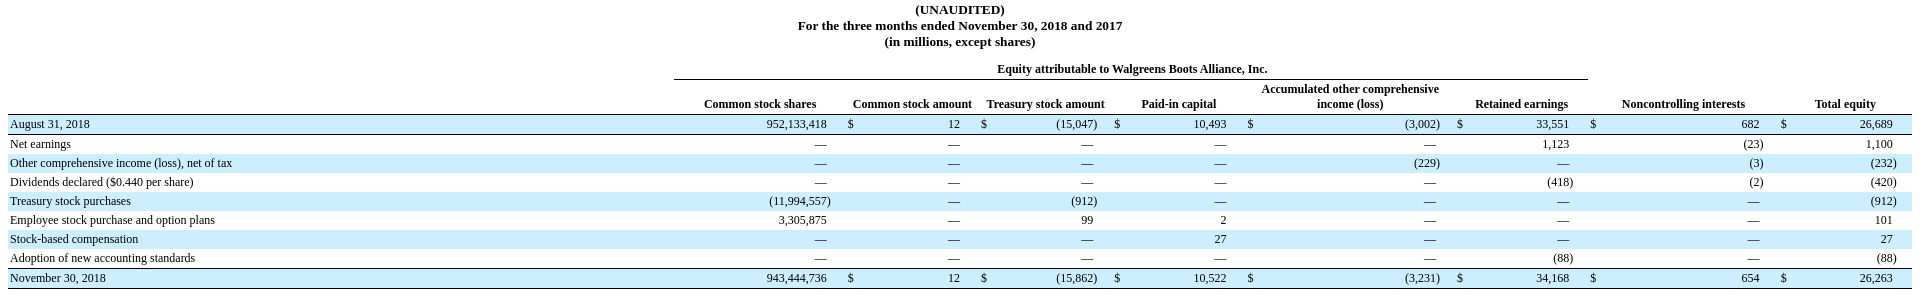 (UNAUDITED)
For the three months ended November 30, 2018 and 2017
(in millions, except shares)
Equity attributable to Walgreens Boots Alliance, Inc.
Common stock shares Common stock amount Treasury stock amount Paid-in capital Accumulated other comprehensive income (loss) Retained earnings Noncontrolling interests Total equity
August 31, 2018 952,133,418 $ 12 $ (15,047) $ 10,493 $ (3,002) $ 33,551 $ 682 $ 26,689
Net earnings — — — — — 1,123 (23) 1,100
Other comprehensive income (loss), net of tax — — — — (229) — (3) (232)
Dividends declared ($0.440 per share) — — — — — (418) (2) (420)
Treasury stock purchases (11,994,557) — (912) — — — — (912)
Employee stock purchase and option plans 3,305,875 — 99 2 — — — 101
Stock-based compensation — — — 27 — — — 27
Adoption of new accounting standards — — — — — (88) — (88)
November 30, 2018 943,444,736 $ 12 $ (15,862) $ 10,522 $ (3,231) $ 34,168 $ 654 $ 26,263